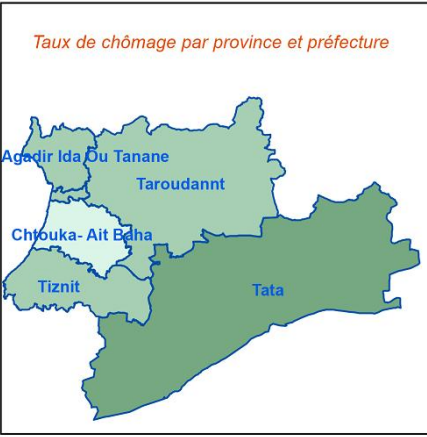 Taux de chômage par province et préfecture
Agadir Ida Ou Tanane
Taroudannt
Chtouka- Ait Baha
Tiznit
Tata